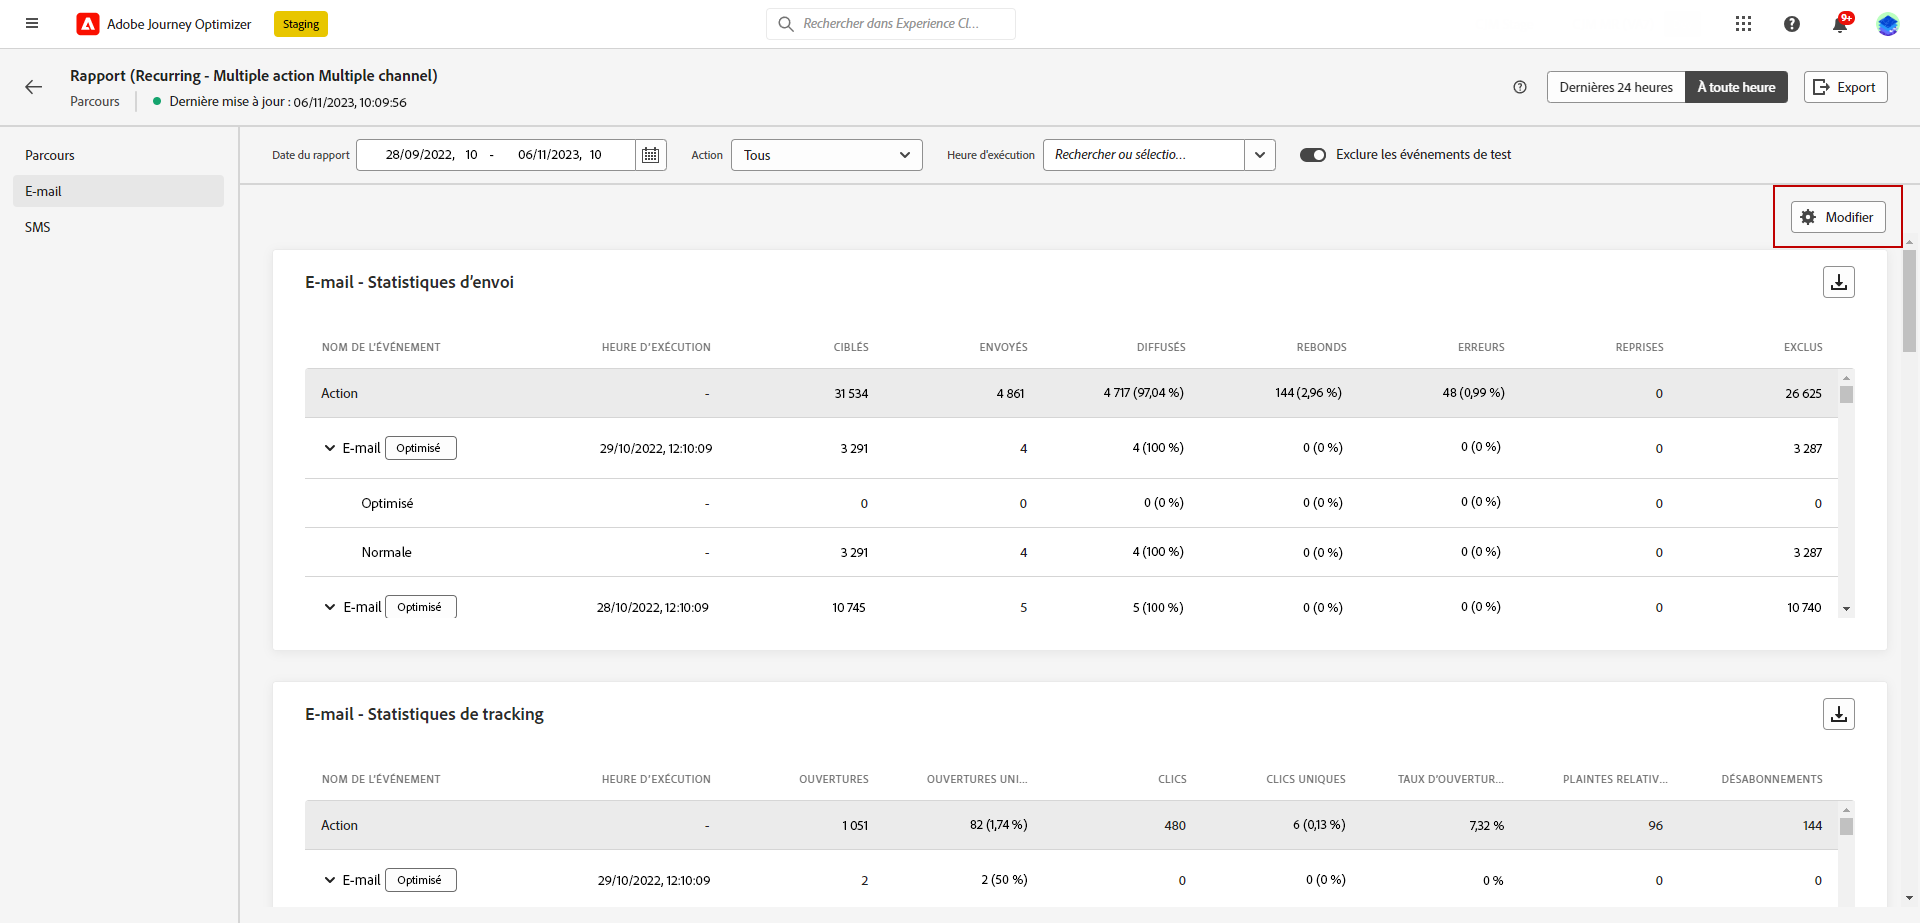 Adobe Journey Optimizer Staging Rechercher dans Experience Cl... 9+
Rapport (Recurring - Multiple action Multiple channel)
Parcours Dernière mise à jour : 06/11/2023, 10:09:56
Dernières 24 heures À toute heure Export
Parcours
E-mail
SMS
Date du rapport 28/09/2022, 10 - 06/11/2023, 10 Action Tous Heure d'exécution Rechercher ou sélectio... Exclure les événements de test
Modifier
E-mail - Statistiques d’envoi
NOM DE L'ÉVÉNEMENT HEURE D’EXÉCUTION CIBLÉS ENVOYÉS DIFFUSÉS REBONDS ERREURS REPRISES EXCLUS
Action - 31 534 4 861 4 717 (97,04 %) 144 (2,96 %) 48 (0,99 %) 0 26 625
E-mail Optimisé 29/10/2022, 12:10:09 3 291 4 4 (100 %) 0 (0 %) 0 (0 %) 0 3 287
Optimisé - 0 0 0 (0 %) 0 (0 %) 0 (0 %) 0 0
Normale - 3 291 4 4 (100 %) 0 (0 %) 0 (0 %) 0 3 287
E-mail Optimisé 28/10/2022, 12:10:09 10 745 5 5 (100 %) 0 (0 %) 0 (0 %) 0 10 740
E-mail - Statistiques de tracking
NOM DE L'ÉVÉNEMENT HEURE D’EXÉCUTION OUVERTURES OUVERTURES UNI... CLICS CLICS UNIQUES TAUX D’OUVERTUR... PLAINTES RELATIV... DÉSABONNEMENTS
Action - 1 051 82 (1,74 %) 480 6 (0,13 %) 7,32 % 96 144
E-mail Optimisé 29/10/2022, 12:10:09 2 2 (50 %) 0 0 (0 %) 0 % 0 0